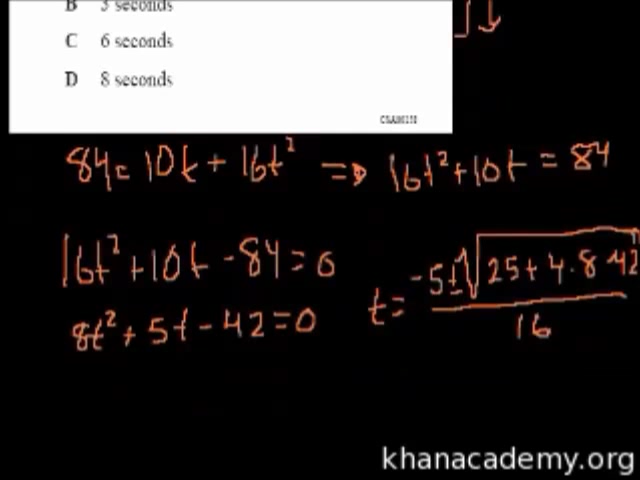 B 3 seconds
C 6 seconds
D 8 seconds
84 = 10t + 16t² => 16t² + 10t = 84
16t² + 10t - 84 = 0
8t² + 5t - 42 = 0
t = -5 ± √25 + 4·8·42
16
khanacademy.org